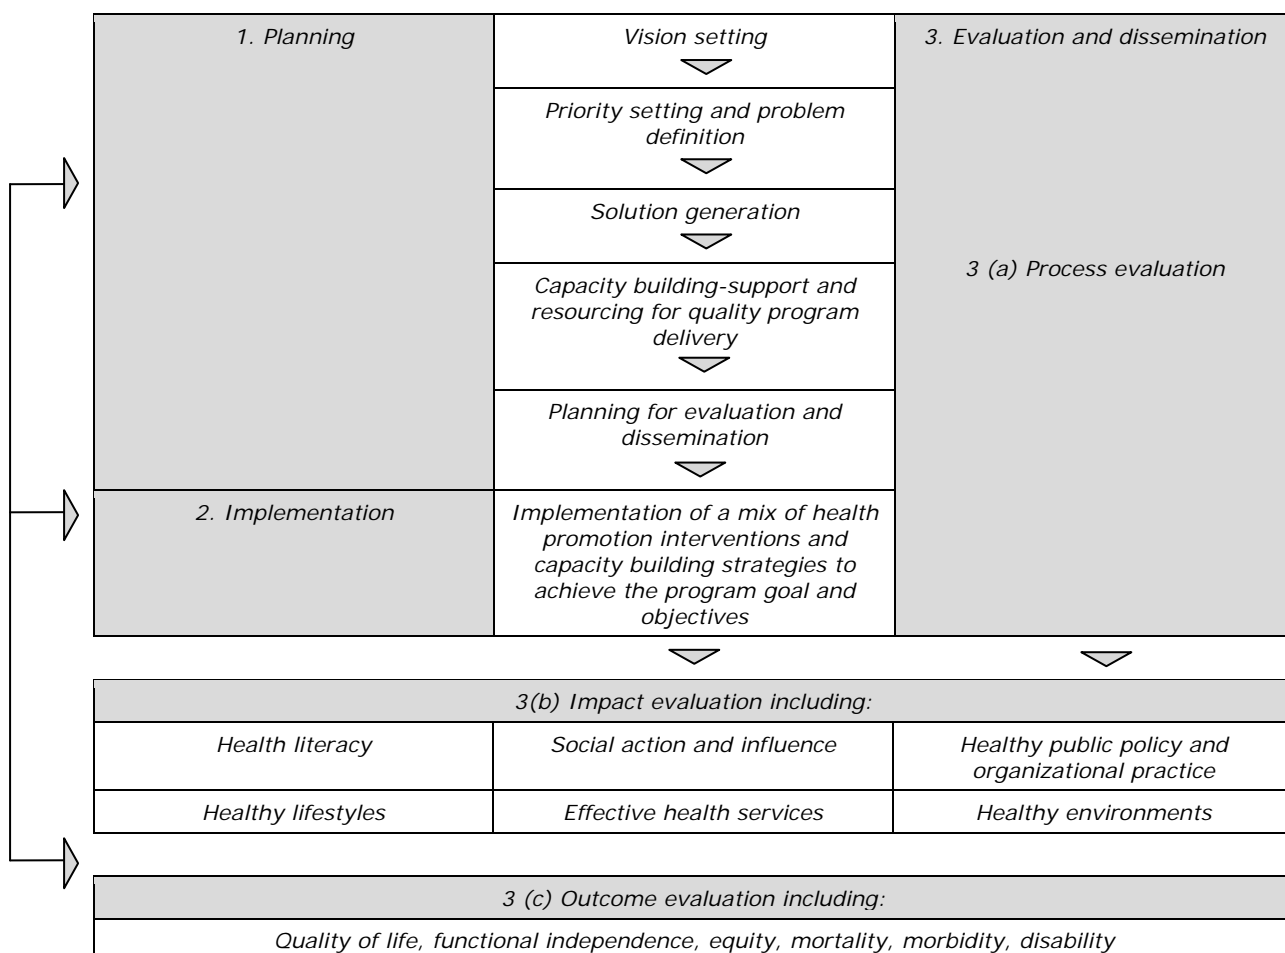 1. Planning
Vision setting
3. Evaluation and dissemination
Priority setting and problem
definition
Solution generation
3 (a) Process evaluation
Capacity building-support and
resourcing for quality program
delivery
Planning for evaluation and
dissemination
2. Implementation
Implementation of a mix of health
promotion interventions and
capacity building strategies to
achieve the program goal and
objectives
3(b) Impact evaluation including:
Health literacy
Social action and influence
Healthy public policy and
organizational practice
Healthy lifestyles
Effective health services
Healthy environments
3 (c) Outcome evaluation including:
Quality of life, functional independence, equity, mortality, morbidity, disability